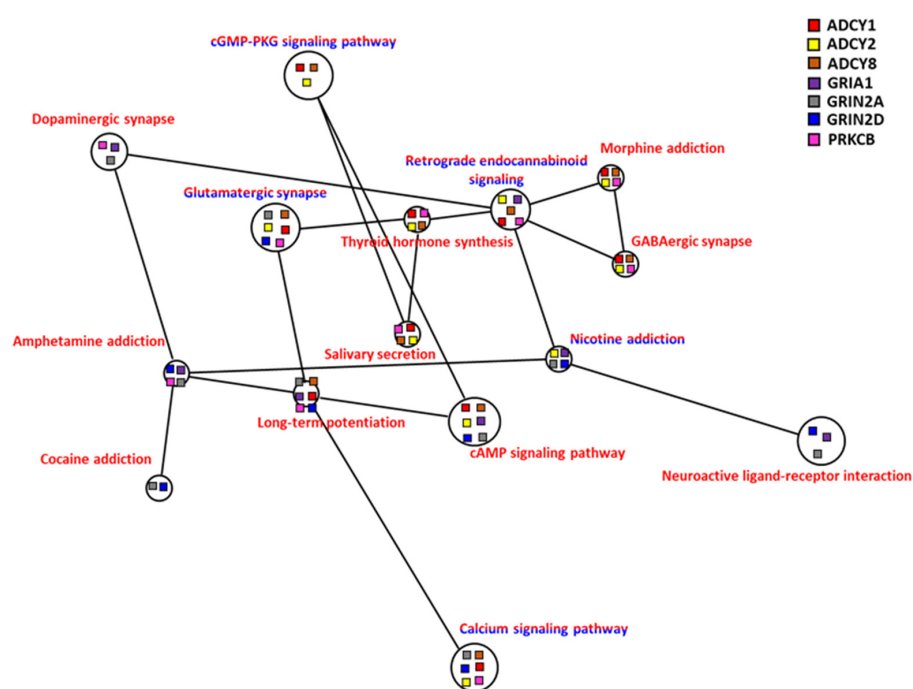 cGMP-PKG signaling pathway
ADCY1
ADCY2
ADCY8
GRIA1
GRIN2A
GRIN2D
PRKCB
Dopaminergic synapse
Morphine addiction
Retrograde endocannabinoid
signaling
Glutamatergic synapse
Thyroid hormone synthesis
GABAergic synapse
Amphetamine addiction
Salivary secretion
Nicotine addiction
Long-term potentiation
cAMP signaling pathway
Cocaine addiction
Neuroactive ligand-receptor interaction
Calcium signaling pathway